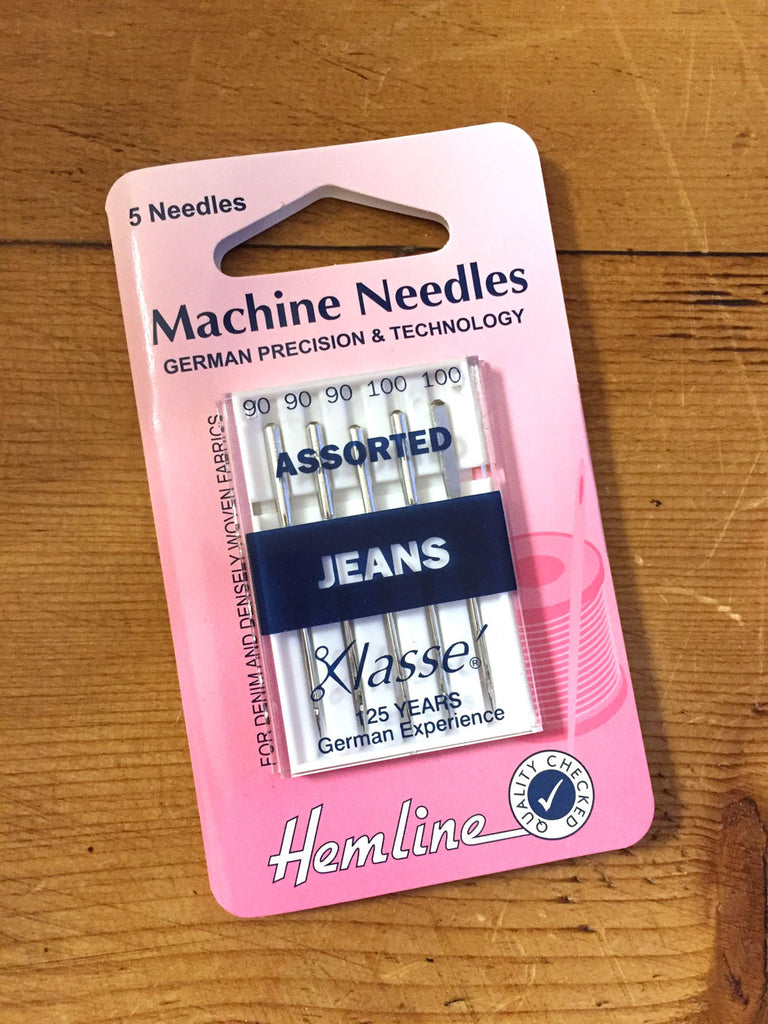 5 Needles
Machine Needles
GERMAN PRECISION & TECHNOLOGY
90 90 90 100 100
ASSORTED
JEANS
Klassé®
125 YEARS
German Experience
FOR DENIM AND DENSELY WOVEN FABRICS
Hemline
QUALITY CHECKED